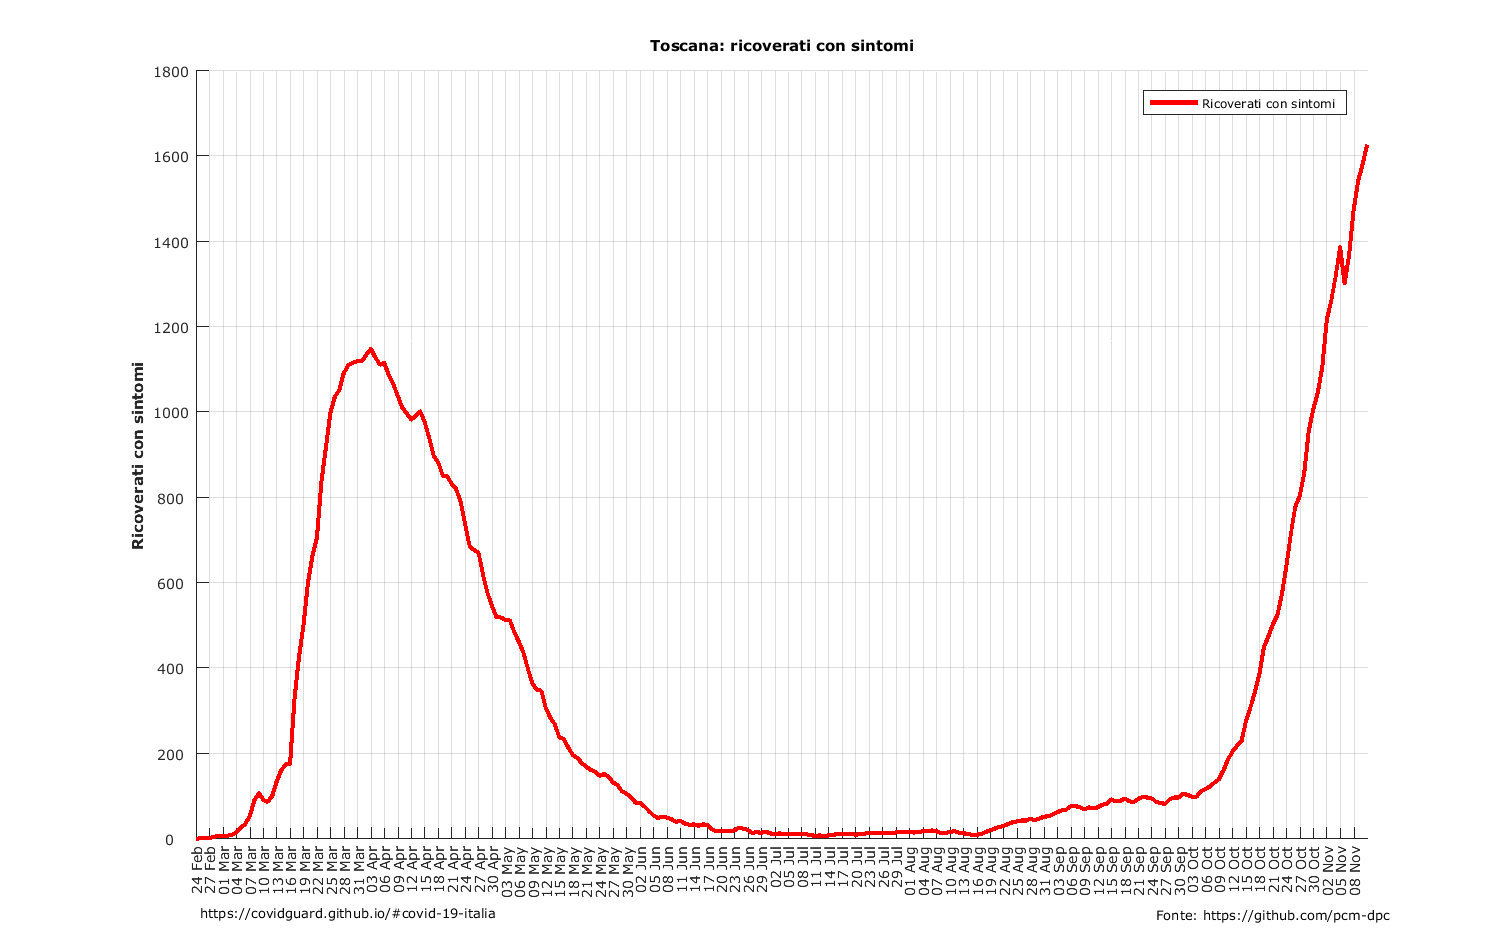 Toscana: ricoverati con sintomi
Ricoverati con sintomi
Ricoverati con sintomi
1800
1600
1400
1200
1000
800
600
400
200
0
24 Feb
27 Feb
01 Mar
04 Mar
07 Mar
10 Mar
13 Mar
16 Mar
19 Mar
22 Mar
25 Mar
28 Mar
31 Mar
03 Apr
06 Apr
09 Apr
12 Apr
15 Apr
18 Apr
21 Apr
24 Apr
27 Apr
30 Apr
03 May
06 May
09 May
12 May
15 May
18 May
21 May
24 May
27 May
30 May
02 Jun
05 Jun
08 Jun
11 Jun
14 Jun
17 Jun
20 Jun
23 Jun
26 Jun
29 Jun
02 Jul
05 Jul
08 Jul
11 Jul
14 Jul
17 Jul
20 Jul
23 Jul
26 Jul
29 Jul
01 Aug
04 Aug
07 Aug
10 Aug
13 Aug
16 Aug
19 Aug
22 Aug
25 Aug
28 Aug
31 Aug
03 Sep
06 Sep
09 Sep
12 Sep
15 Sep
18 Sep
21 Sep
24 Sep
27 Sep
30 Sep
03 Oct
06 Oct
09 Oct
12 Oct
15 Oct
18 Oct
21 Oct
24 Oct
27 Oct
30 Oct
02 Nov
05 Nov
08 Nov
https://covidguard.github.io/#covid-19-italia
Fonte: https://github.com/pcm-dpc